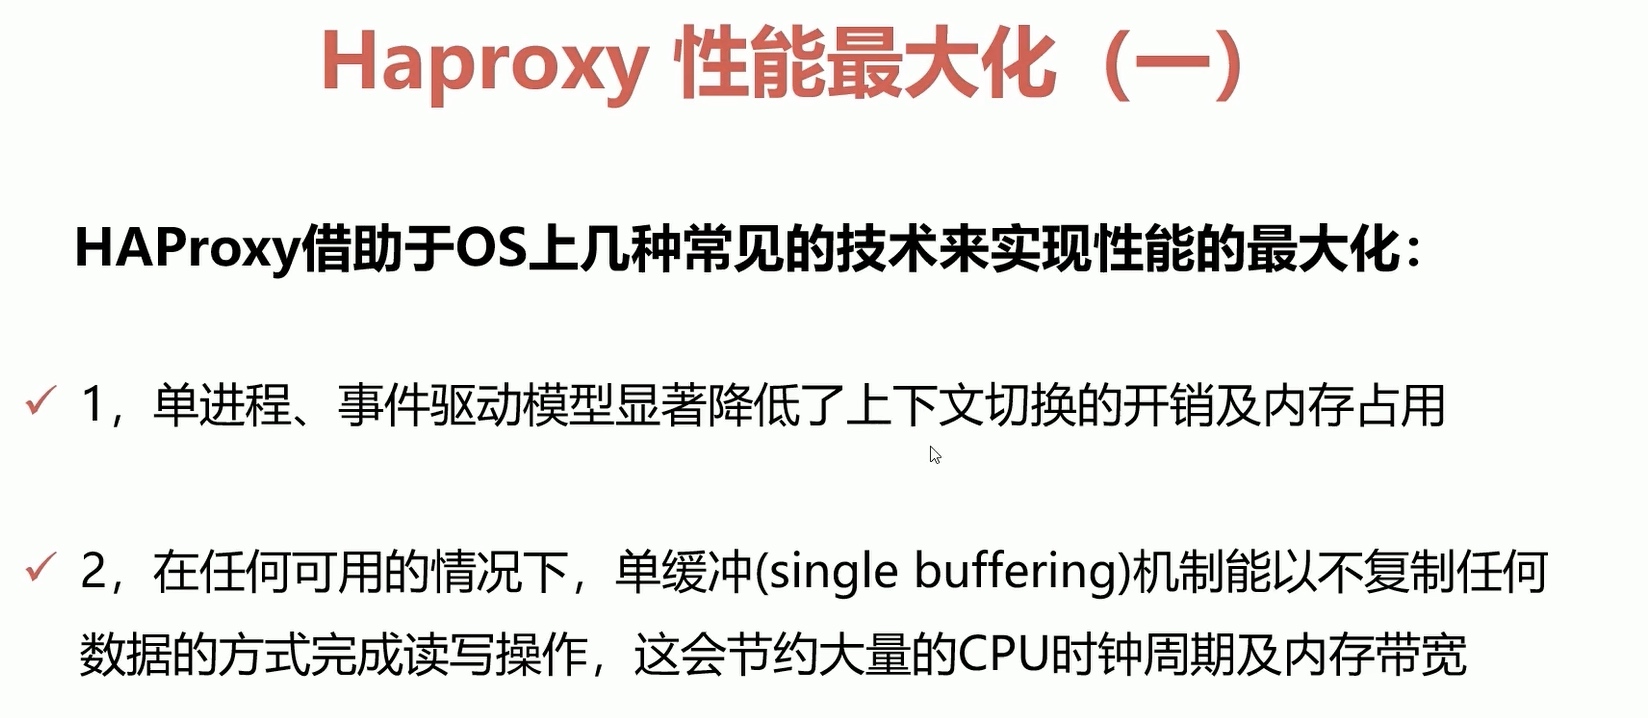 Haproxy 性能最大化（一）
HAProxy借助于OS上几种常见的技术来实现性能的最大化：
1，单进程、事件驱动模型显著降低了上下文切换的开销及内存占用
2，在任何可用的情况下，单缓冲(single buffering)机制能以不复制任何
数据的方式完成读写操作，这会节约大量的CPU时钟周期及内存带宽